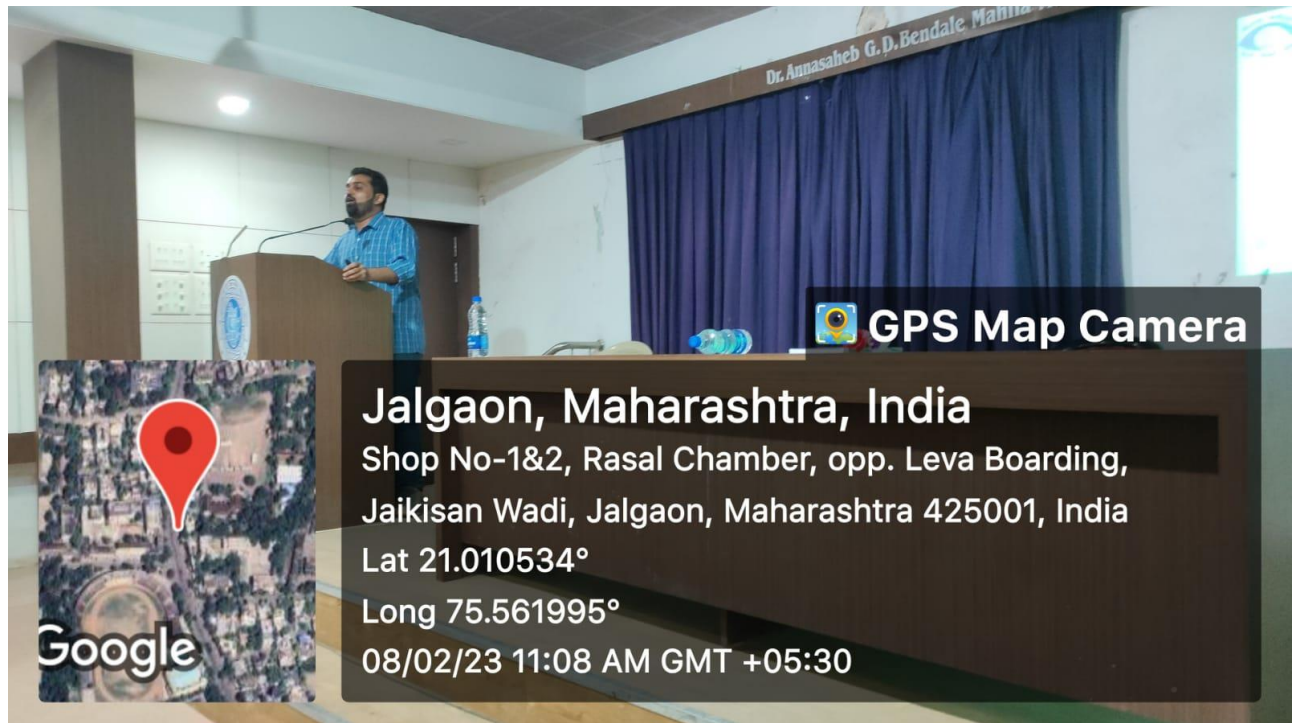 Dr. Annasaheb G. D. Bendale Mahila
GPS Map Camera
Jalgaon, Maharashtra, India
Shop No-1&2, Rasal Chamber, opp. Leva Boarding,
Jaikisan Wadi, Jalgaon, Maharashtra 425001, India
Lat 21.010534°
Long 75.561995°
08/02/23 11:08 AM GMT +05:30
Google